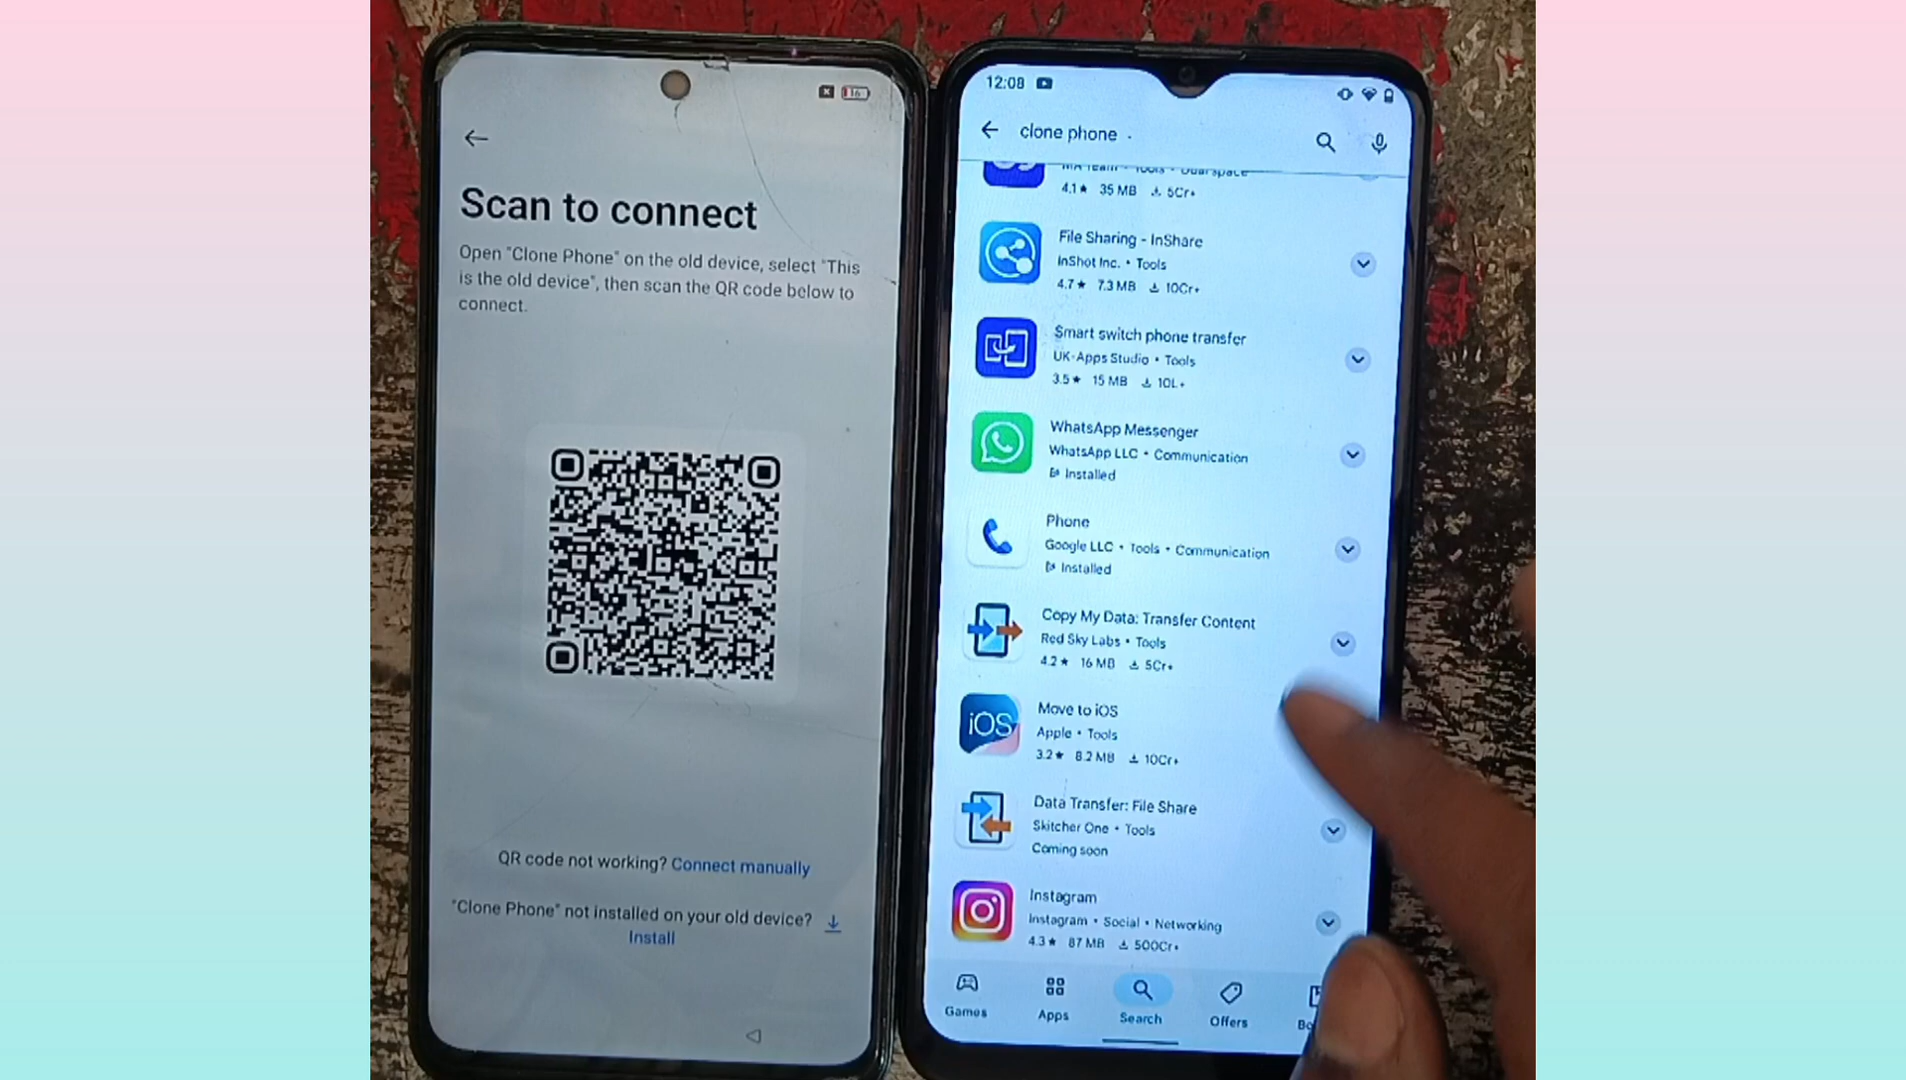 16
Scan to connect
Open "Clone Phone" on the old device, select "This
is the old device", then scan the QR code below to
connect.
QR code not working? Connect manually
"Clone Phone" not installed on your old device?
Install
12:08
clone phone
Tools • Dual space
4.1★ 35 MB 5Cr+
File Sharing - InShare
InShot Inc. • Tools
4.7★ 7.3 MB 10Cr+
Smart switch phone transfer
UK-Apps Studio • Tools
3.5★ 15 MB 10L+
WhatsApp Messenger
WhatsApp LLC • Communication
Installed
Phone
Google LLC • Tools • Communication
Installed
Copy My Data: Transfer Content
Red Sky Labs • Tools
4.2★ 16 MB 5Cr+
iOS
Move to iOS
Apple • Tools
3.2★ 8.2 MB 10Cr+
Data Transfer: File Share
Skitcher One • Tools
Coming soon
Instagram
Instagram • Social • Networking
4.3★ 87 MB 500Cr+
Games
Apps
Search
Offers